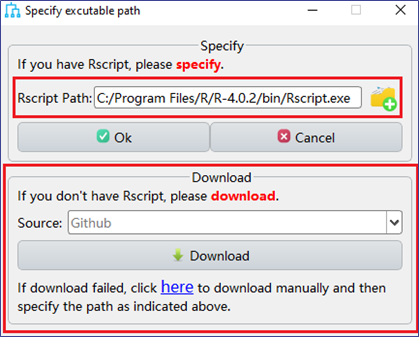 Specify excutable path
Specify
If you have Rscript, please specify.
Rscript Path: C:/Program Files/R/R-4.0.2/bin/Rscript.exe
Ok Cancel
Download
If you don't have Rscript, please download.
Source: Github
Download
If download failed, click here to download manually and then
specify the path as indicated above.